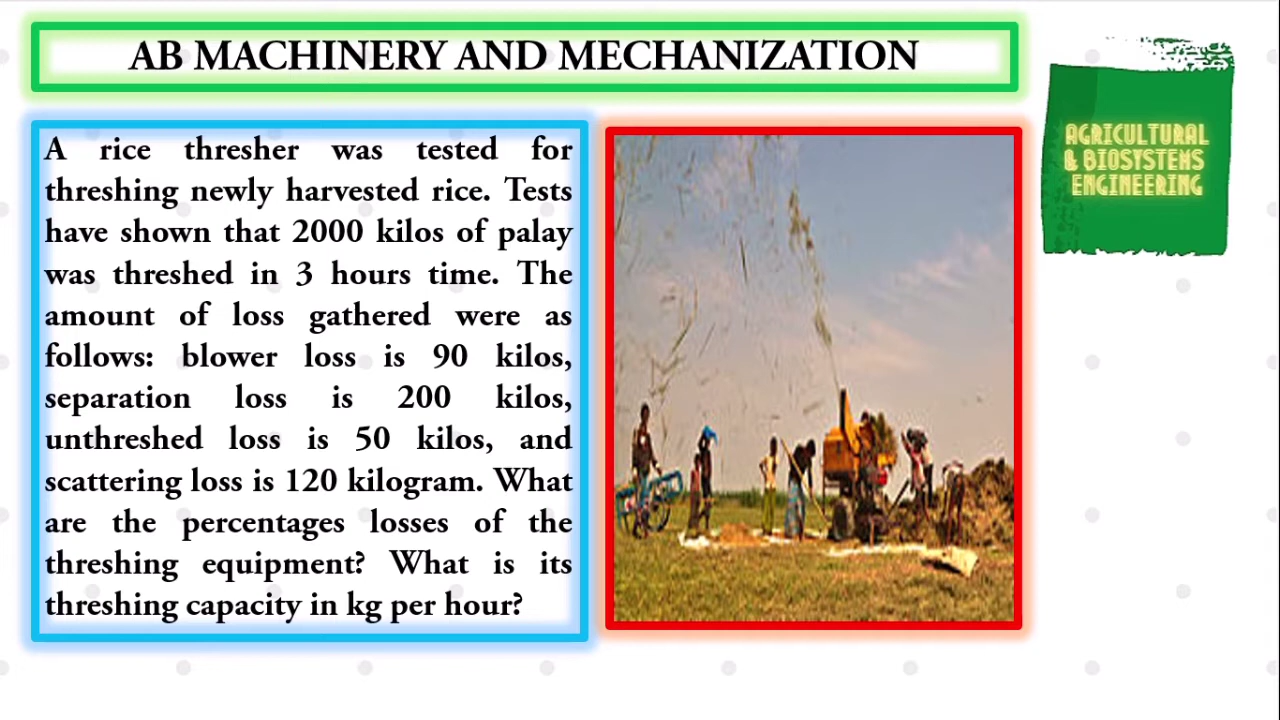 AB MACHINERY AND MECHANIZATION
AGRICULTURAL
& BIOSYSTEMS
ENGINEERING
A rice thresher was tested for
threshing newly harvested rice. Tests
have shown that 2000 kilos of palay
was threshed in 3 hours time. The
amount of loss gathered were as
follows: blower loss is 90 kilos,
separation loss is 200 kilos,
unthreshed loss is 50 kilos, and
scattering loss is 120 kilogram. What
are the percentages losses of the
threshing equipment? What is its
threshing capacity in kg per hour?